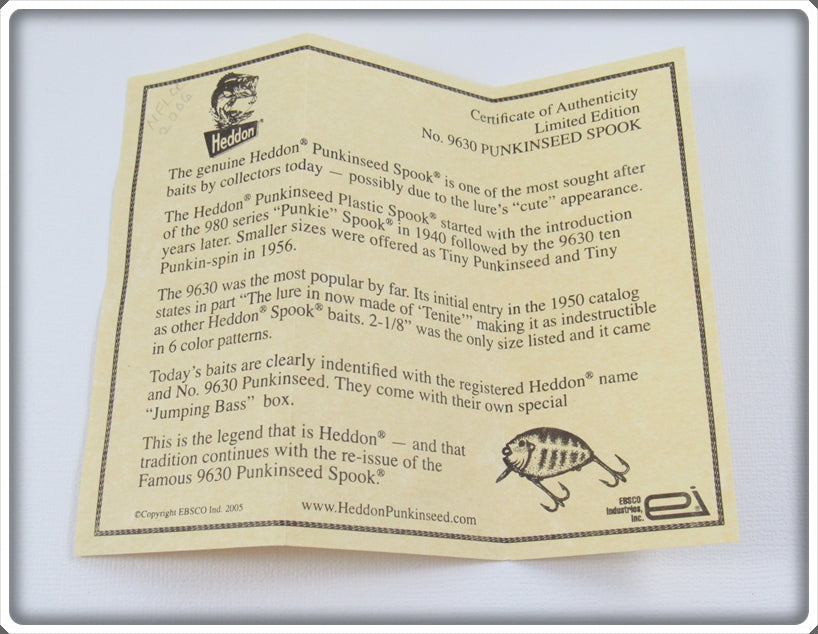 NFLCC
2006
Heddon®
Certificate of Authenticity
Limited Edition
No. 9630 PUNKINSEED SPOOK
The genuine Heddon® Punkinseed Spook® is one of the most sought after
baits by collectors today — possibly due to the lure's "cute" appearance.
The Heddon® Punkinseed Plastic Spook® started with the introduction
of the 980 series "Punkie" Spook® in 1940 followed by the 9630 ten
years later. Smaller sizes were offered as Tiny Punkinseed and Tiny
Punkin-spin in 1956.
The 9630 was the most popular by far. Its initial entry in the 1950 catalog
states in part "The lure in now made of 'Tenite'" making it as indestructible
as other Heddon® Spook® baits. 2-1/8" was the only size listed and it came
in 6 color patterns.
Today's baits are clearly indentified with the registered Heddon® name
and No. 9630 Punkinseed. They come with their own special
"Jumping Bass" box.
This is the legend that is Heddon® — and that
tradition continues with the re-issue of the
Famous 9630 Punkinseed Spook®.
©Copyright EBSCO Ind. 2005
www.HeddonPunkinseed.com
EBSCO
Industries,
Inc.
ei